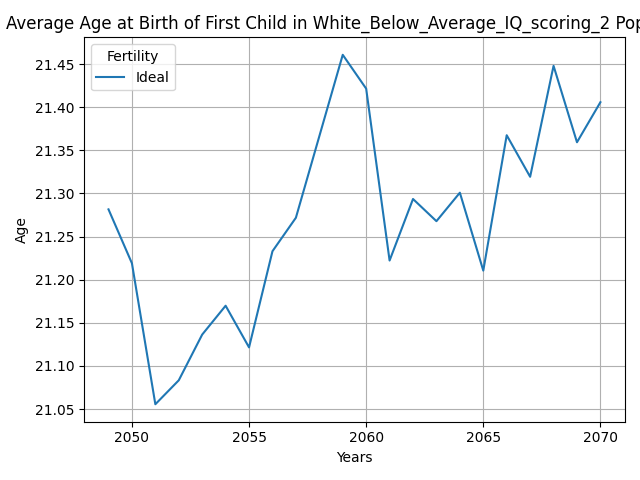 Average Age at Birth of First Child in White_Below_Average_IQ_scoring_2 Pop
Fertility
Ideal
21.45
21.40
21.35
21.30
21.25
21.20
21.15
21.10
21.05
Age
2050 2055 2060 2065 2070
Years